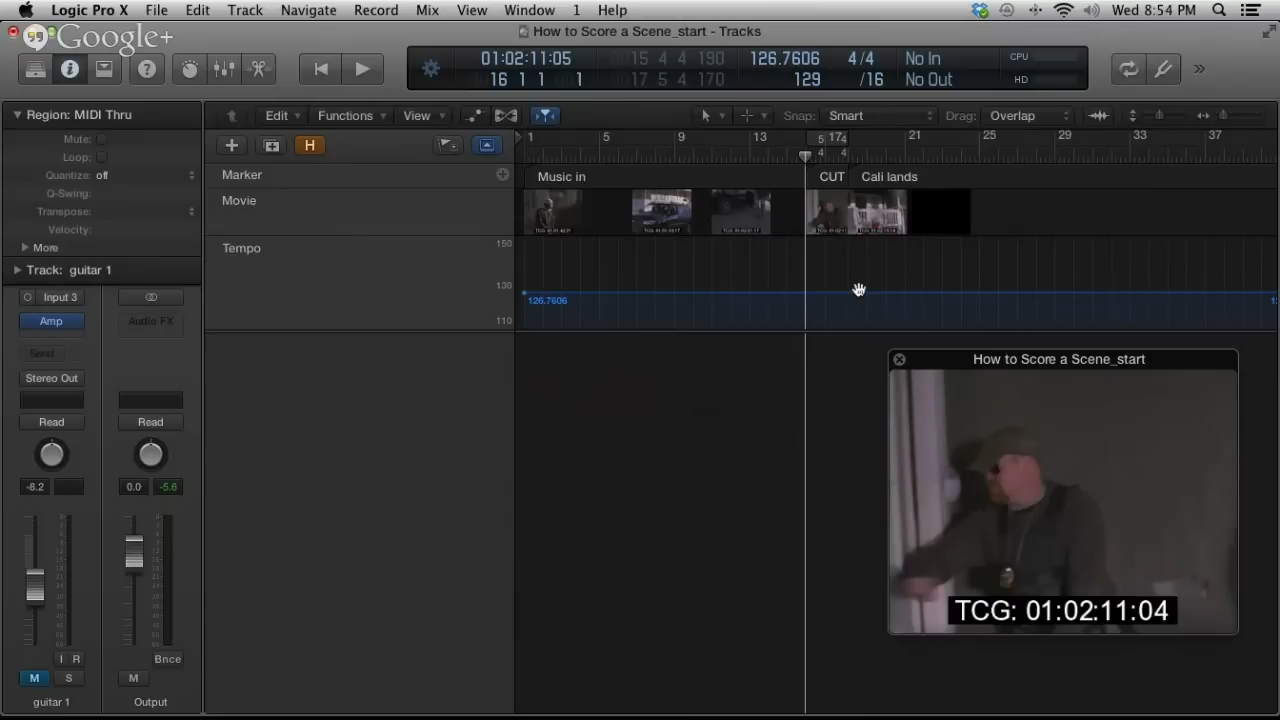 Logic Pro X File Edit Track Navigate Record Mix View Window 1 Help Wed 8:54 PM
Google+
How to Score a Scene_start - Tracks
01:02:11:05 15 4 4 190 126.7606 4/4 No In CPU
16 1 1 1 17 5 4 170 129 /16 No Out HD
Region: MIDI Thru
Edit Functions View Snap: Smart Drag: Overlap
Mute:
Loop:
Quantize: off
Q-Swing:
Transpose:
Velocity:
More
H
1 5 9 13 5 4 17 4 4 21 25 29 33 37
Marker Music in CUT Cali lands
Movie
Tempo 150
130
110
126.7606
Track: guitar 1
Input 3
Amp Audio FX
Send
Stereo Out
Read Read
-8.2 0.0 -5.6
I R Bnce
M S M
guitar 1 Output
How to Score a Scene_start
TCG: 01:02:11:04